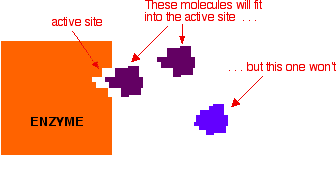 These molecules will fit
into the active site . . .
active site
. . . but this one won't
ENZYME